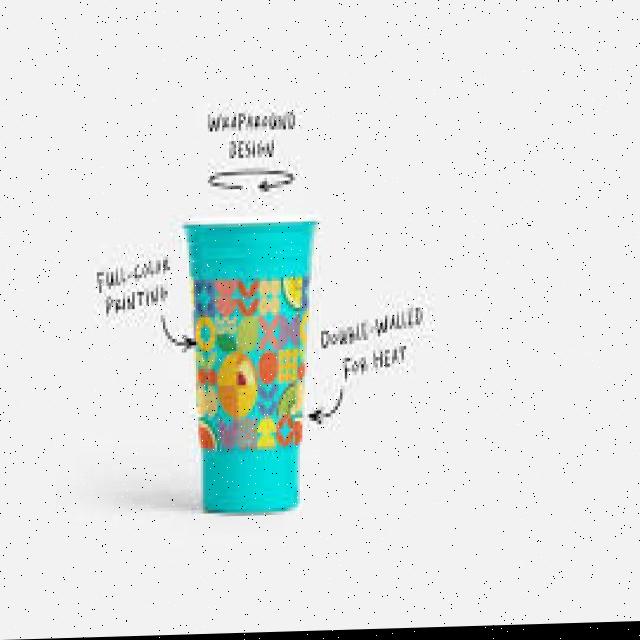 WRAPAROUND
DESIGN
FULL-COLOR
PRINTING
DOUBLE-WALLED
FOR HEAT